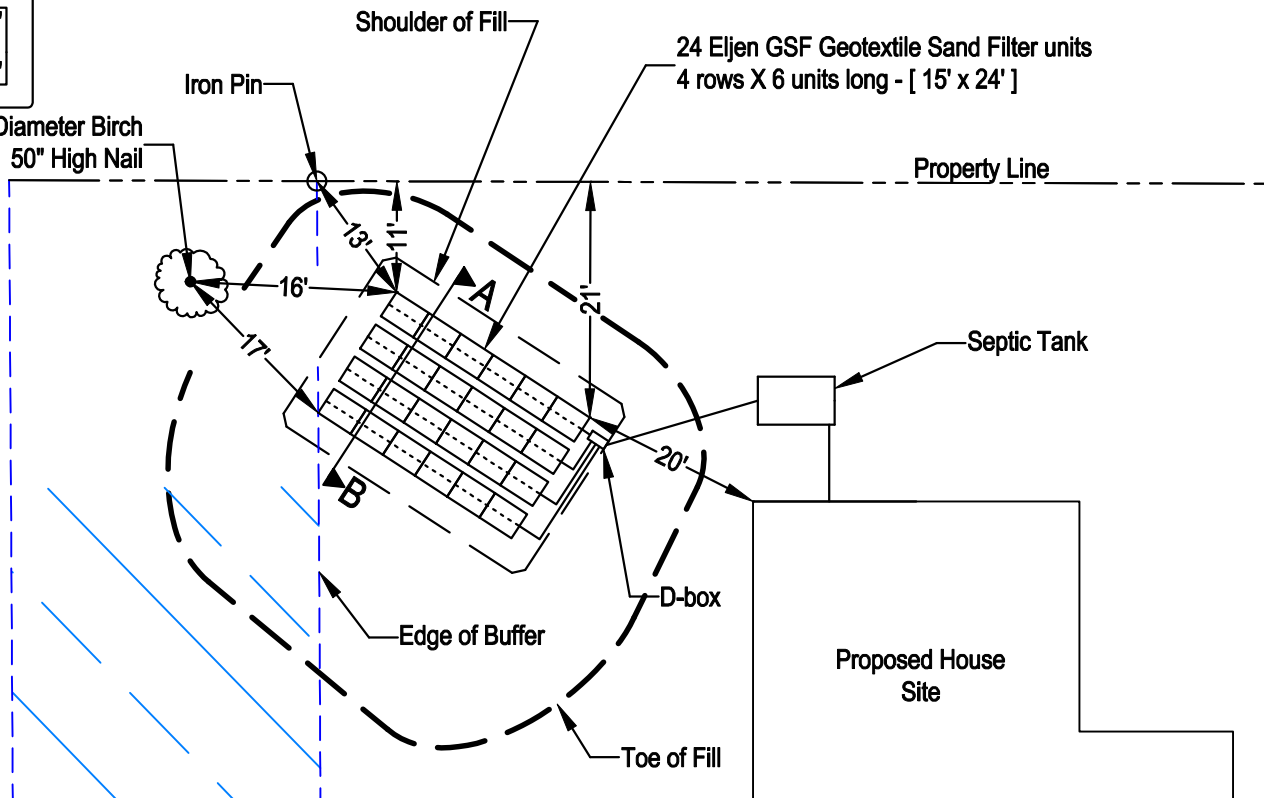 Shoulder of Fill
24 Eljen GSF Geotextile Sand Filter units
4 rows X 6 units long - [ 15' x 24' ]
Iron Pin
Diameter Birch
50" High Nail
Property Line
13'
11'
A
16'
21'
17'
Septic Tank
20'
B
D-box
Edge of Buffer
Proposed House
Site
Toe of Fill